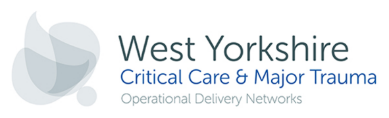 West Yorkshire
Critical Care & Major Trauma
Operational Delivery Networks